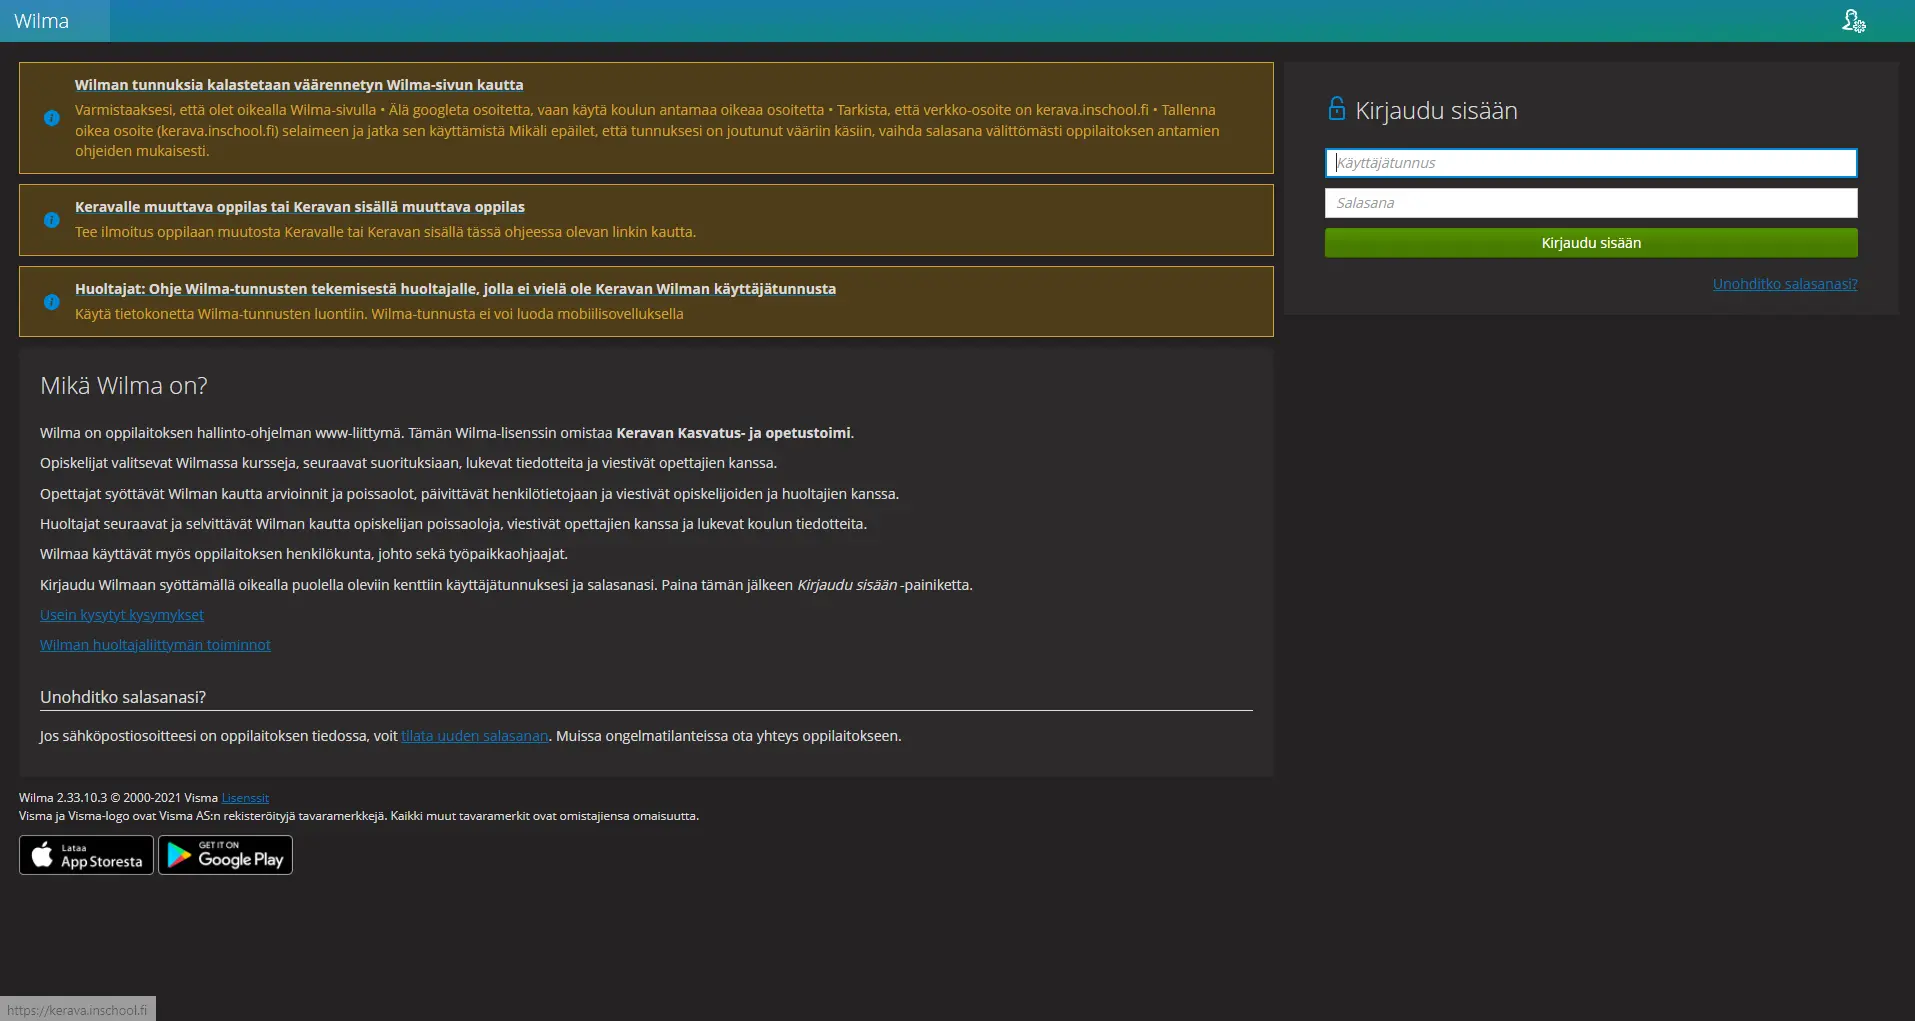 Wilma
Wilman tunnuksia kalastetaan väärennetyn Wilma-sivun kautta
Varmistaaksesi, että olet oikealla Wilma-sivulla • Älä googleta osoitetta, vaan käytä koulun antamaa oikeaa osoitetta • Tarkista, että verkko-osoite on kerava.inschool.fi • Tallenna
oikea osoite (kerava.inschool.fi) selaimeen ja jatka sen käyttämistä Mikäli epäilet, että tunnuksesi on joutunut vääriin käsiin, vaihda salasana välittömästi oppilaitoksen antamien
ohjeiden mukaisesti.
Keravalle muuttava oppilas tai Keravan sisällä muuttava oppilas
Tee ilmoitus oppilaan muutosta Keravalle tai Keravan sisällä tässä ohjeessa olevan linkin kautta.
Huoltajat: Ohje Wilma-tunnusten tekemisestä huoltajalle, jolla ei vielä ole Keravan Wilman käyttäjätunnusta
Käytä tietokonetta Wilma-tunnusten luontiin. Wilma-tunnusta ei voi luoda mobiilisovelluksella
Mikä Wilma on?
Wilma on oppilaitoksen hallinto-ohjelman www-liittymä. Tämän Wilma-lisenssin omistaa Keravan Kasvatus- ja opetustoimi.
Opiskelijat valitsevat Wilmassa kursseja, seuraavat suorituksiaan, lukevat tiedotteita ja viestivät opettajien kanssa.
Opettajat syöttävät Wilman kautta arvioinnit ja poissaolot, päivittävät henkilötietojaan ja viestivät opiskelijoiden ja huoltajien kanssa.
Huoltajat seuraavat ja selvittävät Wilman kautta opiskelijan poissaoloja, viestivät opettajien kanssa ja lukevat koulun tiedotteita.
Wilmaa käyttävät myös oppilaitoksen henkilökunta, johto sekä työpaikkaohjaajat.
Kirjaudu Wilmaan syöttämällä oikealla puolella oleviin kenttiin käyttäjätunnuksesi ja salasanasi. Paina tämän jälkeen Kirjaudu sisään -painiketta.
Usein kysytyt kysymykset
Wilman huoltajaliittymän toiminnot
Unohditko salasanasi?
Jos sähköpostiosoitteesi on oppilaitoksen tiedossa, voit tilata uuden salasanan. Muissa ongelmatilanteissa ota yhteys oppilaitokseen.
Wilma 2.33.10.3 © 2000-2021 Visma Lisenssit
Visma ja Visma-logo ovat Visma AS:n rekisteröityjä tavaramerkkejä. Kaikki muut tavaramerkit ovat omistajiensa omaisuutta.
Lataa
App Storesta
GET IT ON
Google Play
Kirjaudu sisään
Käyttäjätunnus
Salasana
Kirjaudu sisään
Unohditko salasanasi?
https://kerava.inschool.fi